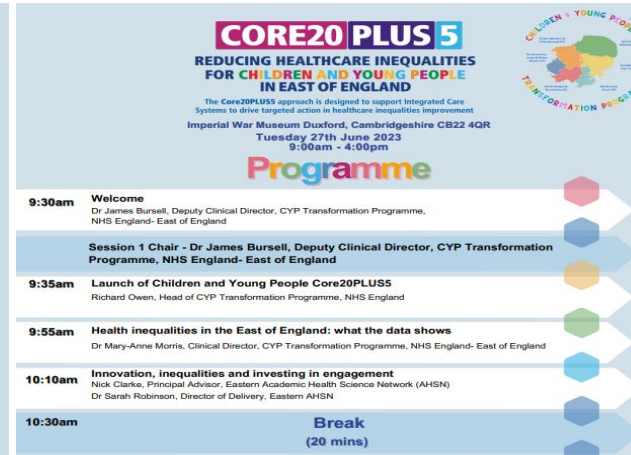 CORE20 PLUS 5
REDUCING HEALTHCARE INEQUALITIES
FOR CHILDREN AND YOUNG PEOPLE
IN EAST OF ENGLAND
The Core20PLUS5 approach is designed to support Integrated Care
Systems to drive targeted action in healthcare inequalities improvement
Imperial War Museum Duxford, Cambridgeshire CB22 4QR
Tuesday 27th June 2023
9:00am - 4:00pm
CHILDREN & YOUNG PEOPLE
TRANSFORMATION PROGR
Programme
9:30am
Welcome
Dr James Bursell, Deputy Clinical Director, CYP Transformation Programme,
NHS England- East of England
Session 1 Chair - Dr James Bursell, Deputy Clinical Director, CYP Transformation
Programme, NHS England- East of England
9:35am
Launch of Children and Young People Core20PLUS5
Richard Owen, Head of CYP Transformation Programme, NHS England
9:55am
Health inequalities in the East of England: what the data shows
Dr Mary-Anne Morris, Clinical Director, CYP Transformation Programme, NHS England- East of England
10:10am
Innovation, inequalities and investing in engagement
Nick Clarke, Principal Advisor, Eastern Academic Health Science Network (AHSN)
Dr Sarah Robinson, Director of Delivery, Eastern AHSN
10:30am
Break
(20 mins)